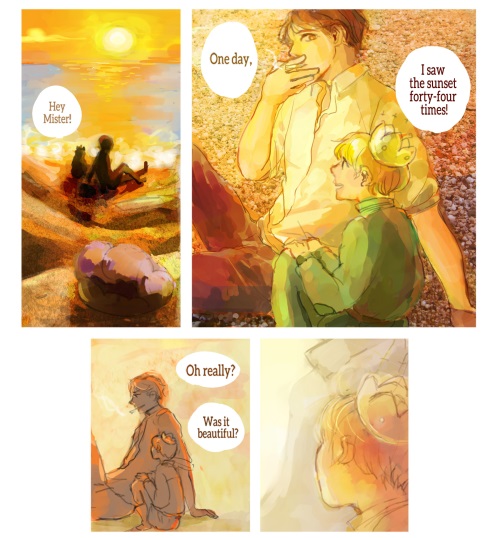 Hey
Mister!
One day,
I saw
the sunset
forty-four
times!
Oh really?
Was it
beautiful?